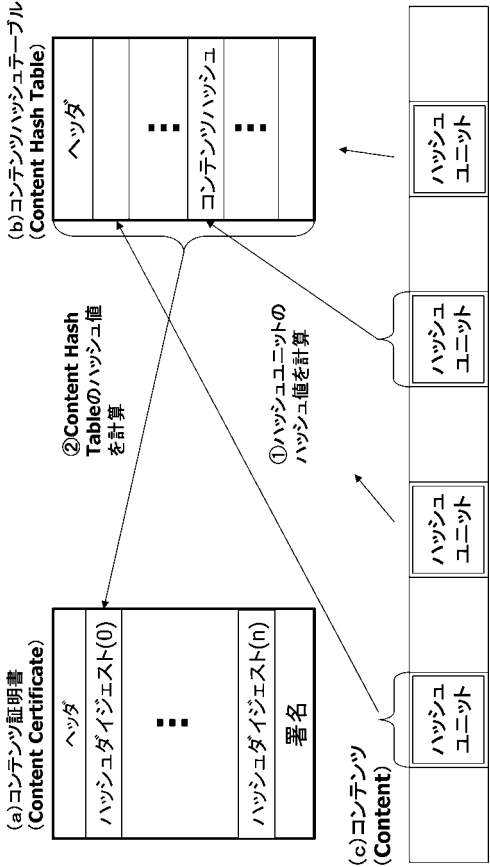 (a)コンテンツ証明書
(Content Certificate)
ヘッダ
ハッシュダイジェスト(0)
ハッシュダイジェスト(n)
署名
②Content Hash
Tableのハッシュ値
を計算
(b)コンテンツハッシュテーブル
(Content Hash Table)
ヘッダ
コンテンツハッシュ
①ハッシュユニットの
ハッシュ値を計算
(c)コンテンツ
(Content)
ハッシュ
ユニット
ハッシュ
ユニット
ハッシュ
ユニット
ハッシュ
ユニット